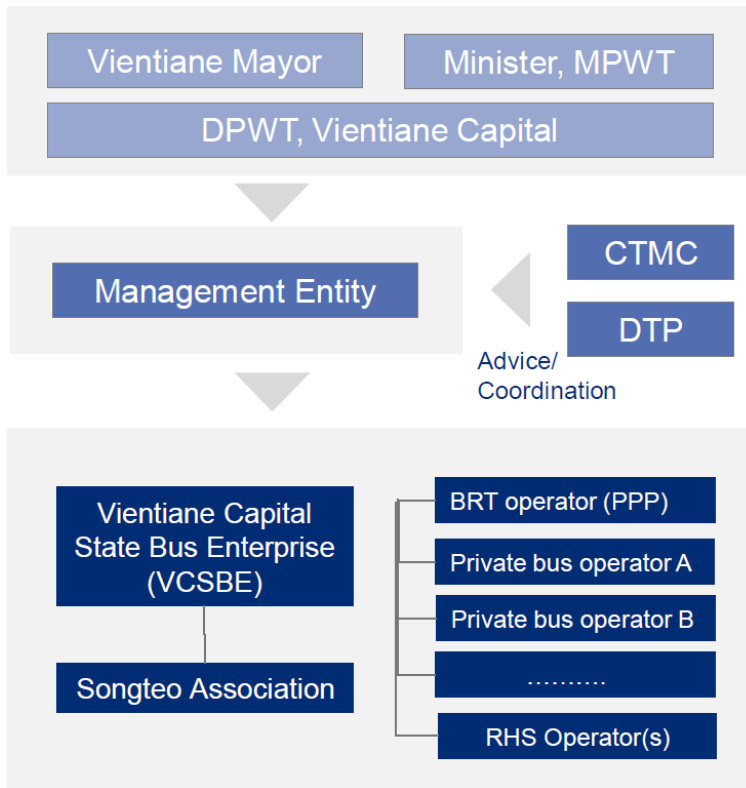 Vientiane Mayor
Minister, MPWT
DPWT, Vientiane Capital
Management Entity
CTMC
DTP
Advice/
Coordination
Vientiane Capital
State Bus Enterprise
(VCSBE)
Songteo Association
BRT operator (PPP)
Private bus operator A
Private bus operator B
..........
RHS Operator(s)